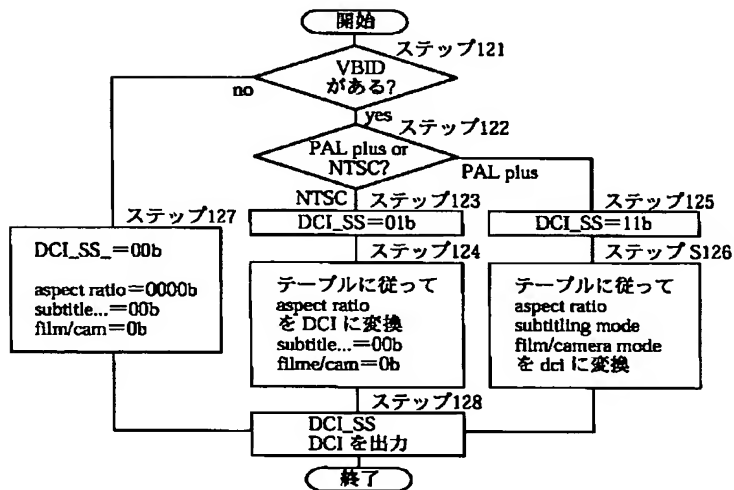 開始
ステップ121
VBID
がある?
no
yes
ステップ122
PAL plus or
NTSC?
PAL plus
NTSC
ステップ123
DCI_SS=01b
ステップ125
DCI_SS=11b
ステップ127
DCI_SS_=00b
aspect ratio=0000b
subtitle...=00b
film/cam=0b
ステップ124
テーブルに従って
aspect ratio
を DCI に変換
subtitle...=00b
filme/cam=0b
ステップ S126
テーブルに従って
aspect ratio
subtitling mode
film/camera mode
を dci に変換
ステップ128
DCI_SS
DCI を出力
終了